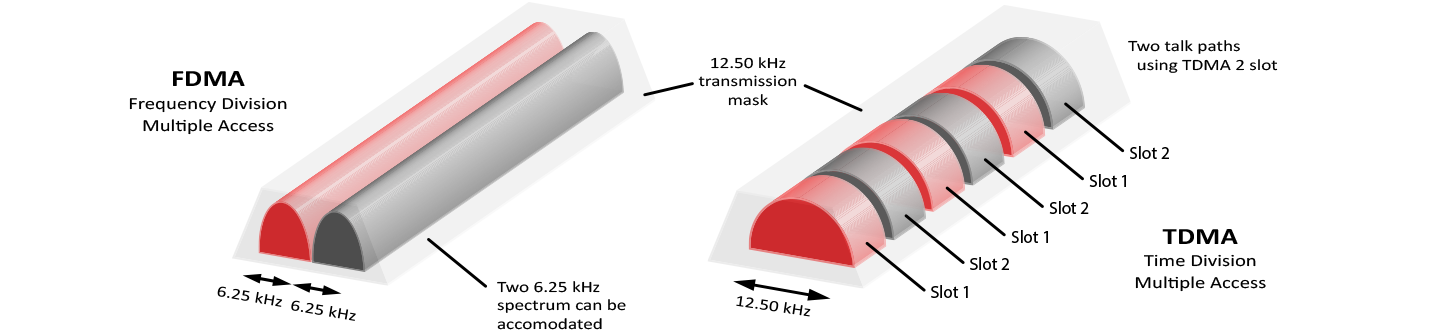 FDMA
Frequency Division
Multiple Access
6.25 kHz
6.25 kHz
Two 6.25 kHz
spectrum can be
accomodated
12.50 kHz
transmission
mask
Two talk paths
using TDMA 2 slot
Slot 2
Slot 1
Slot 2
Slot 1
Slot 2
Slot 1
12.50 kHz
TDMA
Time Division
Multiple Access